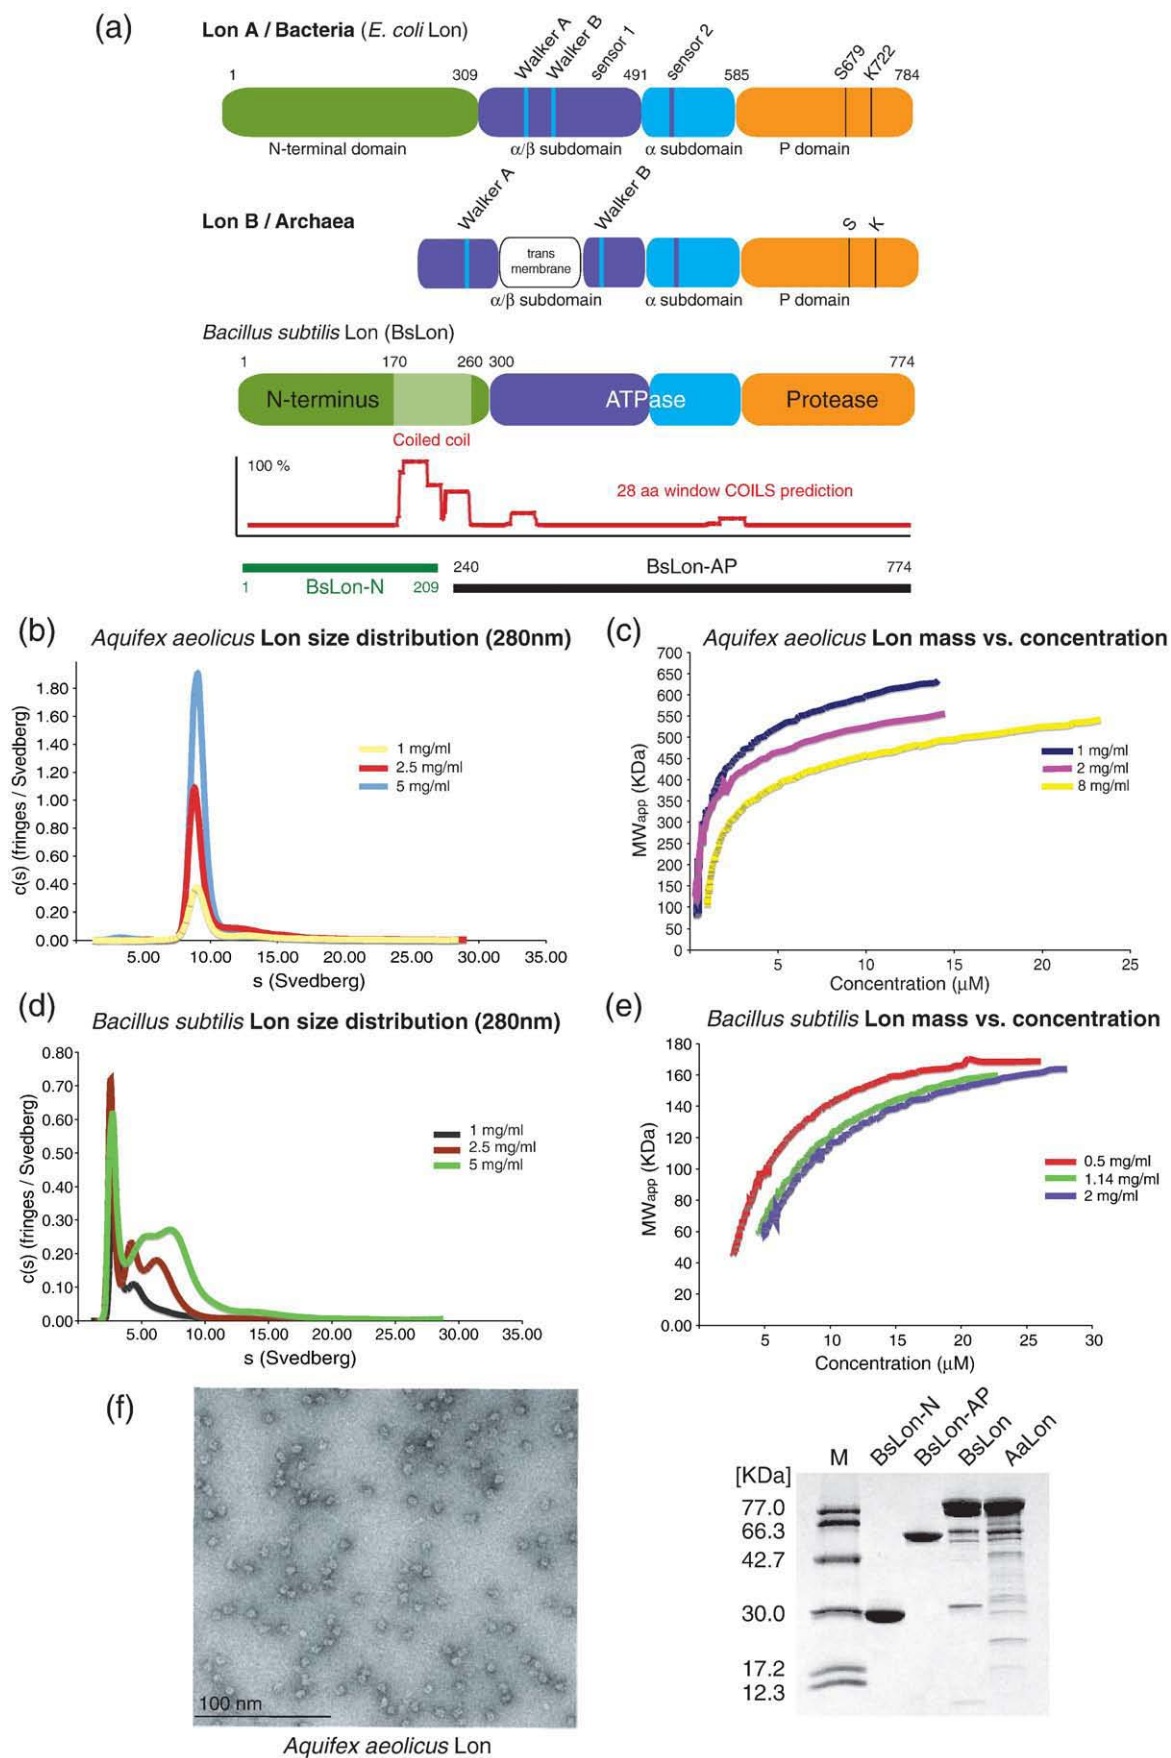 (a)
Lon A / Bacteria (E. coli Lon)
Walker A
Walker B
sensor 1
sensor 2
S679
K722
1 309 491 585 784
N-terminal domain α/β subdomain α subdomain P domain
Lon B / Archaea
Walker A
Walker B
S
K
trans
membrane
α/β subdomain α subdomain P domain
Bacillus subtilis Lon (BsLon)
1 170 260 300 774
N-terminus ATPase Protease
Coiled coil
100 %
28 aa window COILS prediction
240 BsLon-AP 774
1 BsLon-N 209
(b)
Aquifex aeolicus Lon size distribution (280nm)
c(s) (fringes / Svedberg)
1.80
1.60
1.40
1.20
1.00
0.80
0.60
0.40
0.20
0.00
1 mg/ml
2.5 mg/ml
5 mg/ml
5.00 10.00 15.00 20.00 25.00 30.00 35.00
s (Svedberg)
(c)
Aquifex aeolicus Lon mass vs. concentration
MWapp (KDa)
700
650
600
550
500
450
400
350
300
250
200
150
100
50
0
1 mg/ml
2 mg/ml
8 mg/ml
5 10 15 20 25
Concentration (μM)
(d)
Bacillus subtilis Lon size distribution (280nm)
c(s) (fringes / Svedberg)
0.80
0.70
0.60
0.50
0.40
0.30
0.20
0.10
0.00
1 mg/ml
2.5 mg/ml
5 mg/ml
5.00 10.00 15.00 20.00 25.00 30.00 35.00
s (Svedberg)
(e)
Bacillus subtilis Lon mass vs. concentration
MWapp (KDa)
180
160
140
120
100
80
60
40
20
0.00
0.5 mg/ml
1.14 mg/ml
2 mg/ml
5 10 15 20 25 30
Concentration (μM)
(f)
100 nm
Aquifex aeolicus Lon
[KDa]
M
BsLon-N
BsLon-AP
BsLon
AaLon
77.0
66.3
42.7
30.0
17.2
12.3